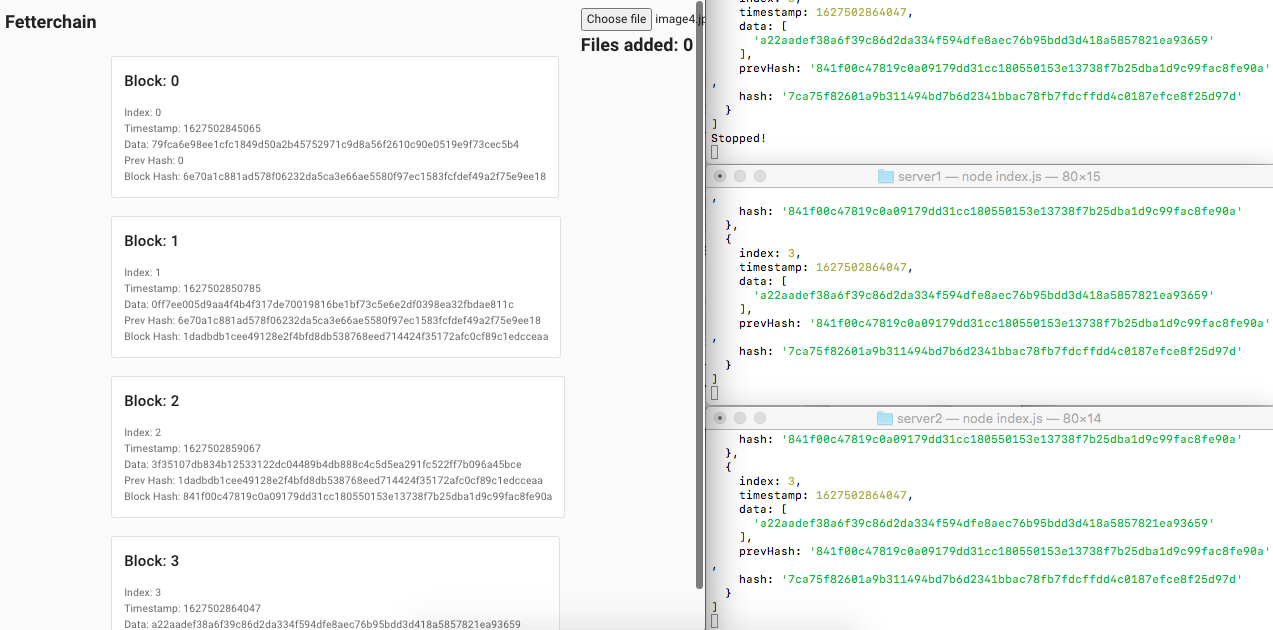 Fetterchain
Choose file image4.jp
Files added: 0
Block: 0
Index: 0
Timestamp: 1627502845065
Data: 79fca6e98ee1cfc1849d50a2b45752971c9d8a56f2610c90e0519e9f73cec5b4
Prev Hash: 0
Block Hash: 6e70a1c881ad578f06232da5ca3e66ae5580f97ec1583fcfdef49a2f75e9ee18
Block: 1
Index: 1
Timestamp: 1627502850785
Data: 0ff7ee005d9aa4f4b4f317de70019816be1bf73c5e6e2df0398ea32fbdae811c
Prev Hash: 6e70a1c881ad578f06232da5ca3e66ae5580f97ec1583fcfdef49a2f75e9ee18
Block Hash: 1dadbdb1cee49128e2f4bfd8db538768eed714424f35172afc0cf89c1edcceaa
Block: 2
Index: 2
Timestamp: 1627502859067
Data: 3f35107db834b12533122dc04489b4db888c4c5d5ea291fc522ff7b096a45bce
Prev Hash: 1dadbdb1cee49128e2f4bfd8db538768eed714424f35172afc0cf89c1edcceaa
Block Hash: 841f00c47819c0a09179dd31cc180550153e13738f7b25dba1d9c99fac8fe90a
Block: 3
Index: 3
Timestamp: 1627502864047
Data: a22aadef38a6f39c86d2da334f594dfe8aec76b95bdd3d418a5857821ea93659
index: 3,
timestamp: 1627502864047,
data: [
'a22aadef38a6f39c86d2da334f594dfe8aec76b95bdd3d418a5857821ea93659'
],
prevHash: '841f00c47819c0a09179dd31cc180550153e13738f7b25dba1d9c99fac8fe90a'
,
hash: '7ca75f82601a9b311494bd7b6d2341bbac78fb7fdcffdd4c0187efce8f25d97d'
}
]
Stopped!
server1 — node index.js — 80×15
,
hash: '841f00c47819c0a09179dd31cc180550153e13738f7b25dba1d9c99fac8fe90a'
},
{
index: 3,
timestamp: 1627502864047,
data: [
'a22aadef38a6f39c86d2da334f594dfe8aec76b95bdd3d418a5857821ea93659'
],
prevHash: '841f00c47819c0a09179dd31cc180550153e13738f7b25dba1d9c99fac8fe90a'
,
hash: '7ca75f82601a9b311494bd7b6d2341bbac78fb7fdcffdd4c0187efce8f25d97d'
}
]
server2 — node index.js — 80×14
hash: '841f00c47819c0a09179dd31cc180550153e13738f7b25dba1d9c99fac8fe90a'
},
{
index: 3,
timestamp: 1627502864047,
data: [
'a22aadef38a6f39c86d2da334f594dfe8aec76b95bdd3d418a5857821ea93659'
],
prevHash: '841f00c47819c0a09179dd31cc180550153e13738f7b25dba1d9c99fac8fe90a'
,
hash: '7ca75f82601a9b311494bd7b6d2341bbac78fb7fdcffdd4c0187efce8f25d97d'
}
]